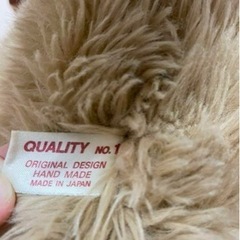 QUALITY NO.1
ORIGINAL DESIGN
HAND MADE
MADE IN JAPAN